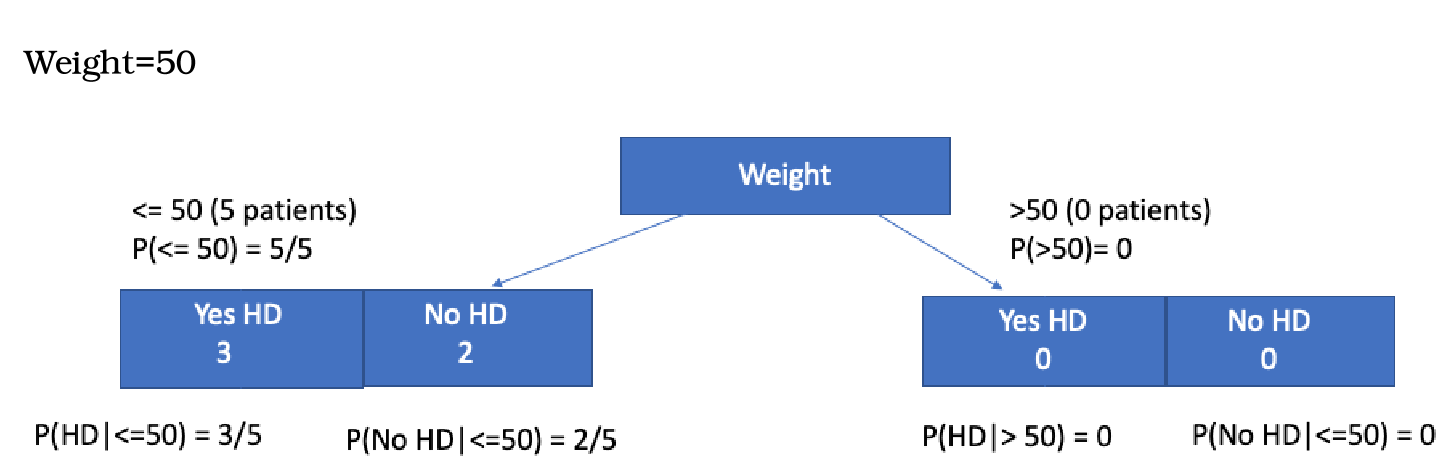 Weight=50
Weight
<= 50 (5 patients)
P(<= 50) = 5/5
>50 (0 patients)
P(>50)= 0
Yes HD
3
No HD
2
Yes HD
0
No HD
0
P(HD|<=50) = 3/5
P(No HD|<=50) = 2/5
P(HD|> 50) = 0
P(No HD|<=50) = 0